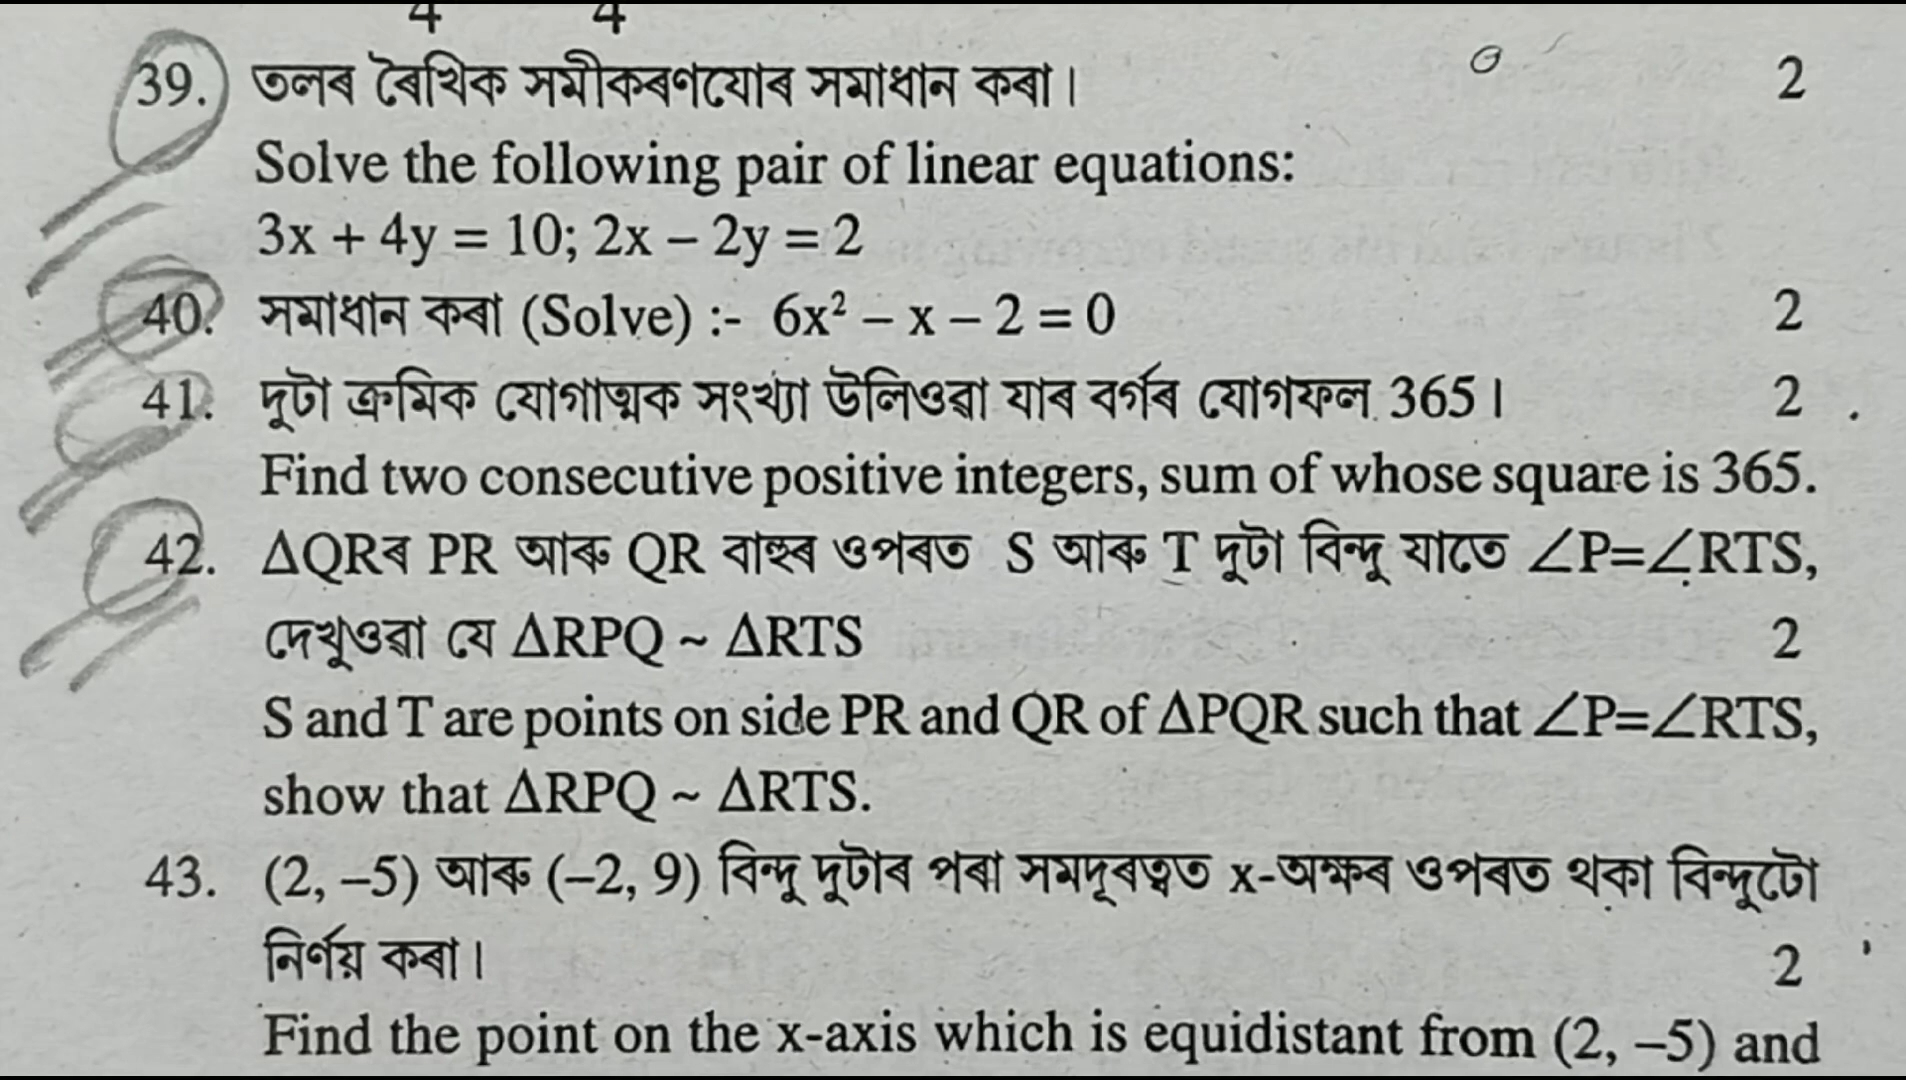 4 4
39. তলৰ ৰৈখিক সমীকৰণযোৰ সমাধান কৰা। 2
Solve the following pair of linear equations:
3x + 4y = 10; 2x – 2y = 2
40. সমাধান কৰা (Solve) :- 6x² – x – 2 = 0 2
41. দুটা ক্ৰমিক যোগাত্মক সংখ্যা উলিওৱা যাৰ বৰ্গৰ যোগফল 365। 2
Find two consecutive positive integers, sum of whose square is 365.
42. ΔQRৰ PR আৰু QR বাহুৰ ওপৰত S আৰু T দুটা বিন্দু যাতে ∠P=∠RTS,
দেখুওৱা যে ΔRPQ ~ ΔRTS 2
S and T are points on side PR and QR of ΔPQR such that ∠P=∠RTS,
show that ΔRPQ ~ ΔRTS.
43. (2, –5) আৰু (–2, 9) বিন্দু দুটাৰ পৰা সমদূৰত্বত x-অক্ষৰ ওপৰত থকা বিন্দুটো
নিৰ্ণয় কৰা। 2
Find the point on the x-axis which is equidistant from (2, –5) and